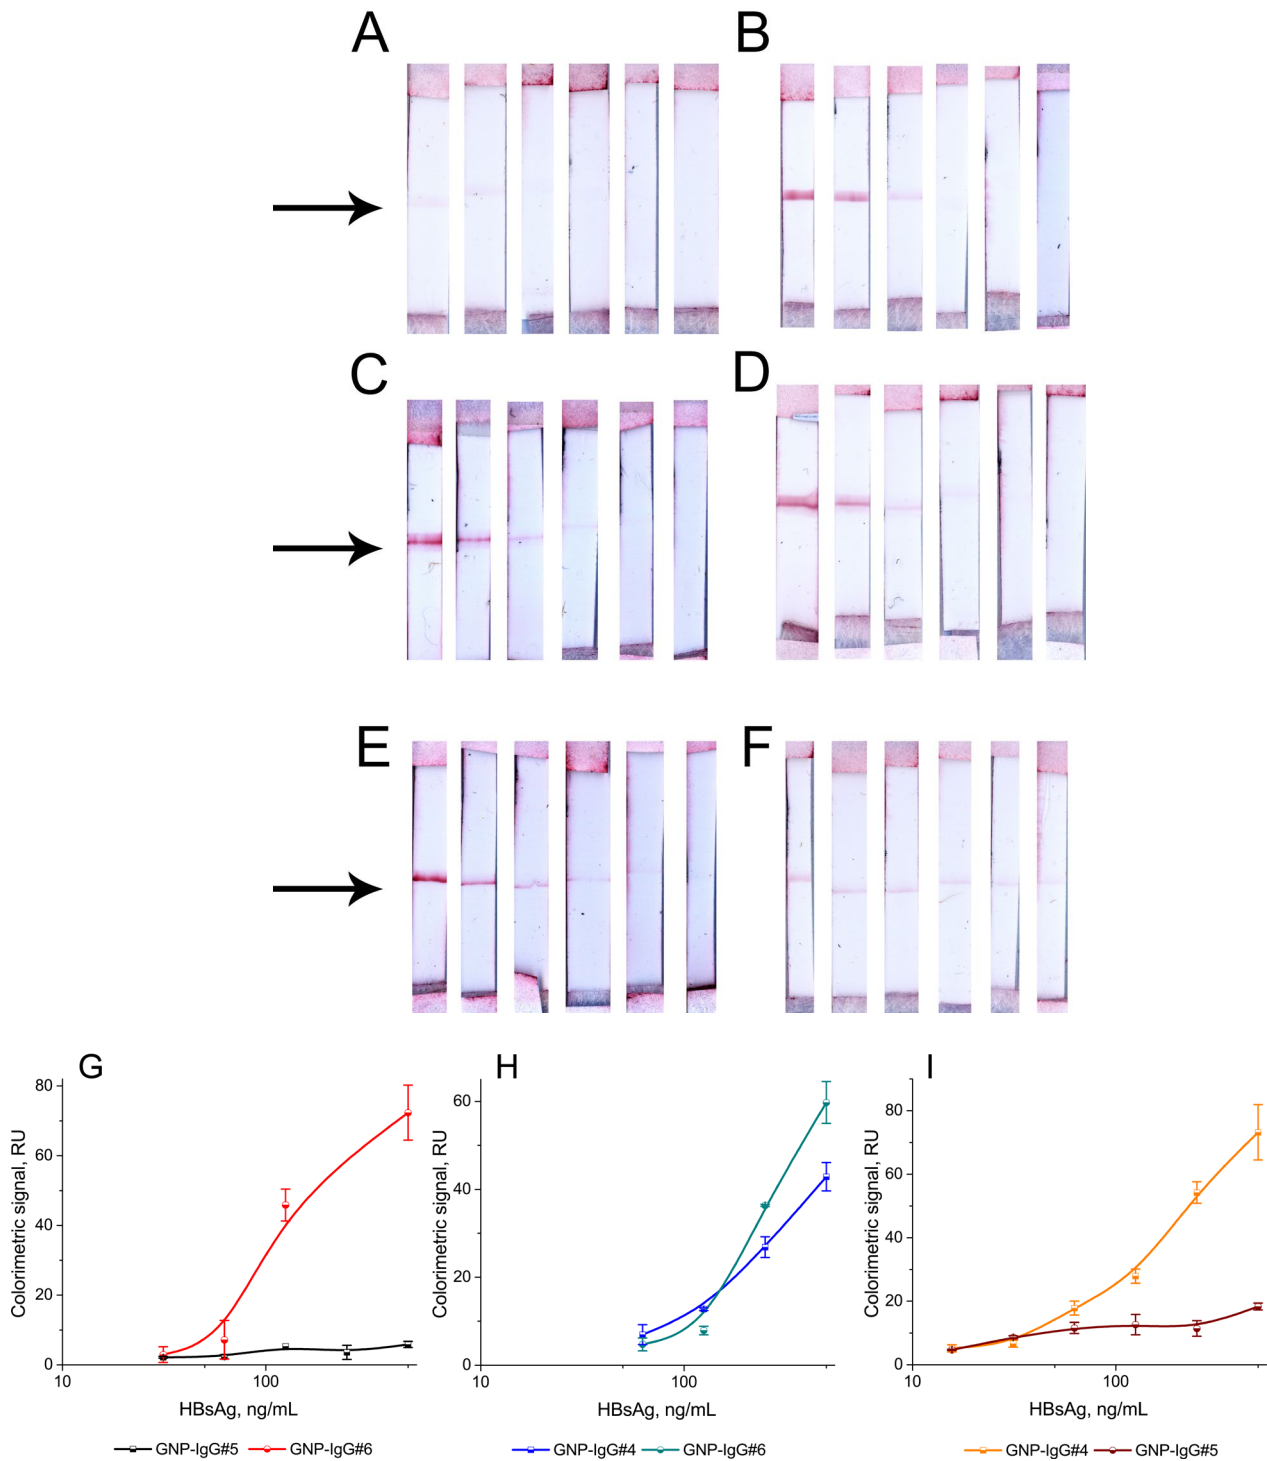 A
B
C
D
E
F
G
80
60
40
20
0
10
100
Colorimetric signal, RU
HBsAg, ng/mL
GNP-IgG#5
GNP-IgG#6
H
60
40
20
0
10
100
Colorimetric signal, RU
HBsAg, ng/mL
GNP-IgG#4
GNP-IgG#6
I
80
60
40
20
0
10
100
Colorimetric signal, RU
HBsAg, ng/mL
GNP-IgG#4
GNP-IgG#5